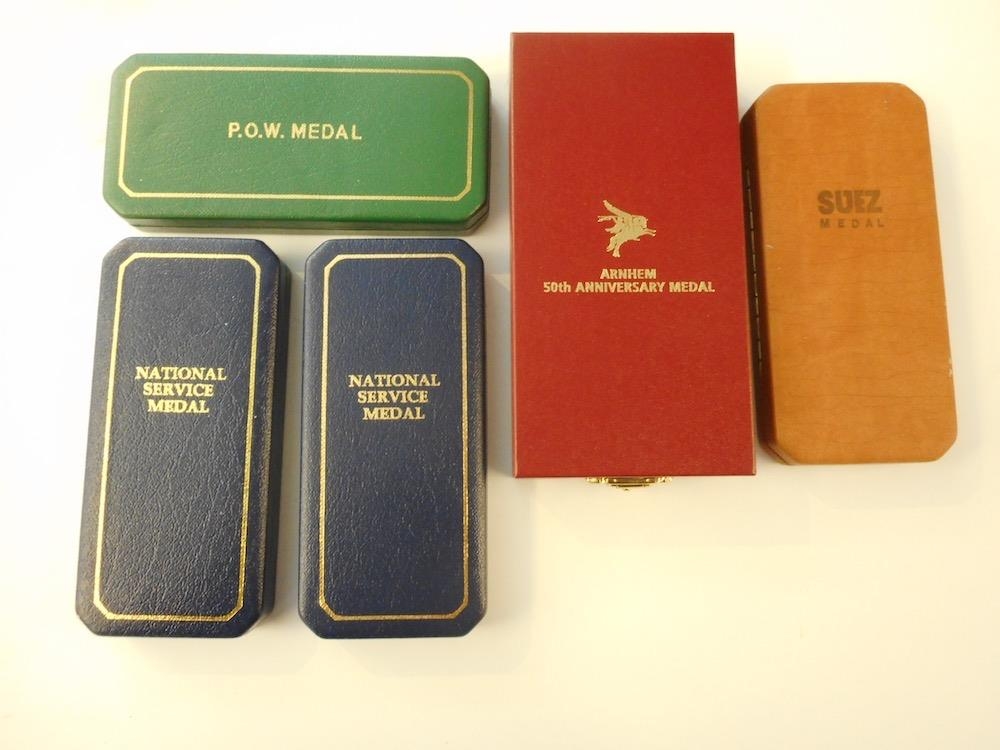 P.O.W. MEDAL
NATIONAL
SERVICE
MEDAL
NATIONAL
SERVICE
MEDAL
ARNHEM
50th ANNIVERSARY MEDAL
SUEZ
MEDAL